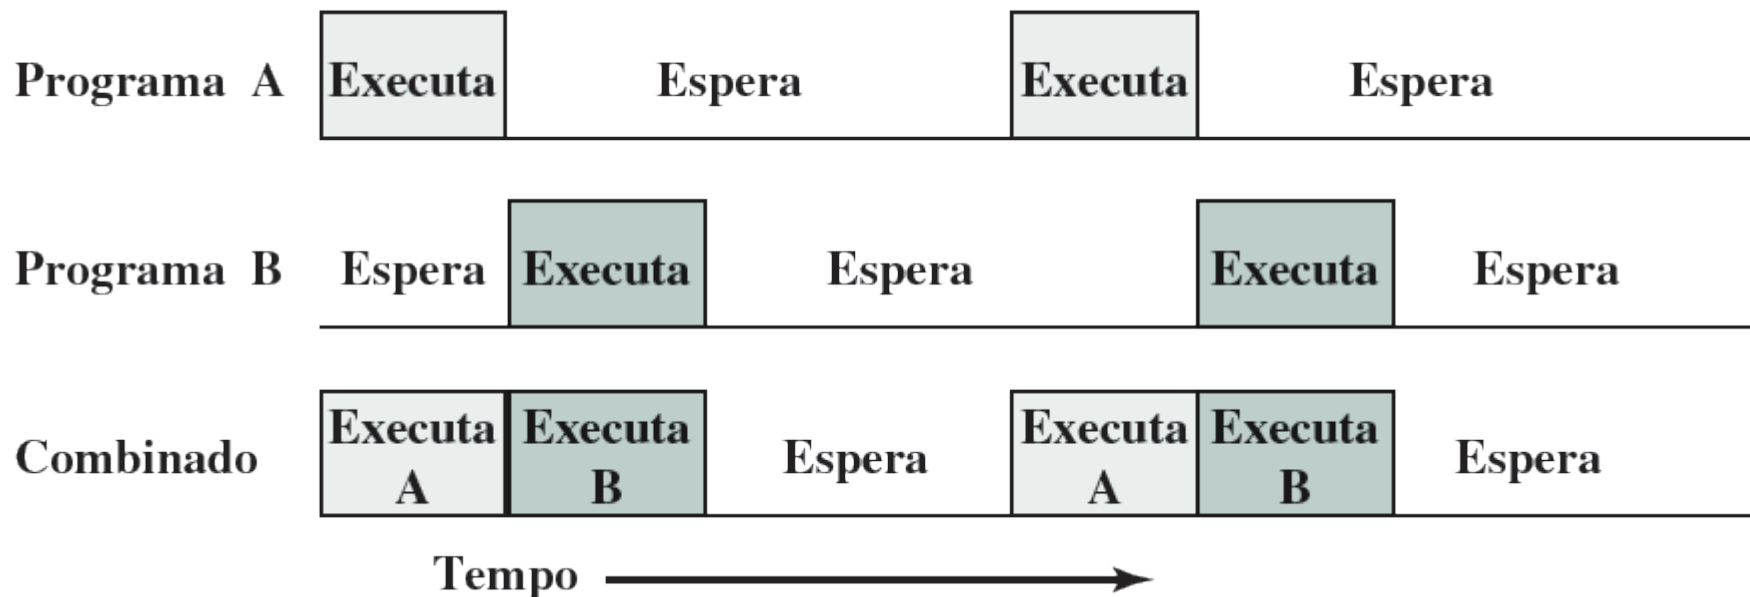 Programa A Executa Espera Executa Espera
Programa B Espera Executa Espera Executa Espera
Combinado Executa A Executa B Espera Executa A Executa B Espera
Tempo